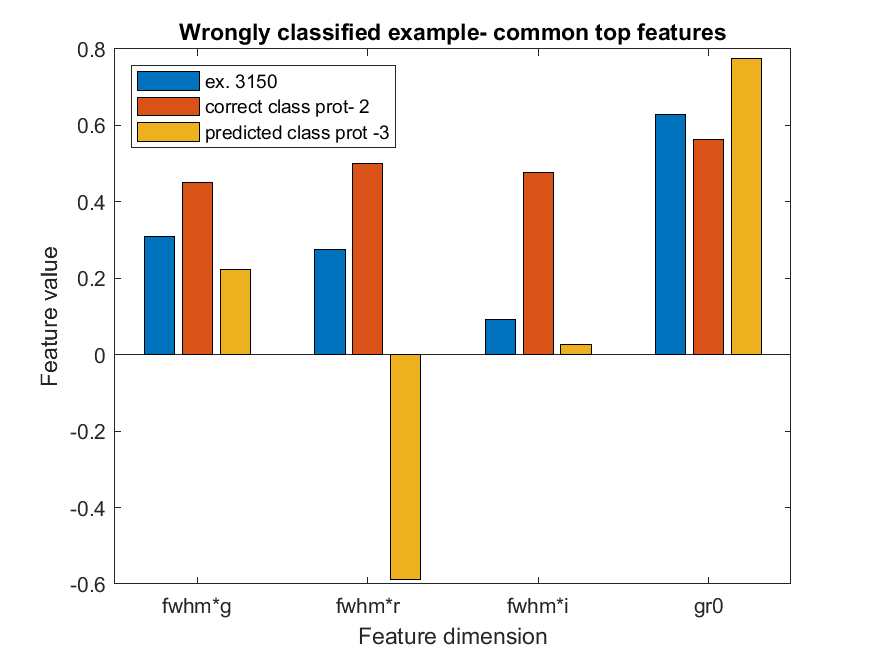 Wrongly classified example- common top features
ex. 3150
correct class prot- 2
predicted class prot -3
Feature value
0.8
0.6
0.4
0.2
0
-0.2
-0.4
-0.6
fwhm*g
fwhm*r
fwhm*i
gr0
Feature dimension